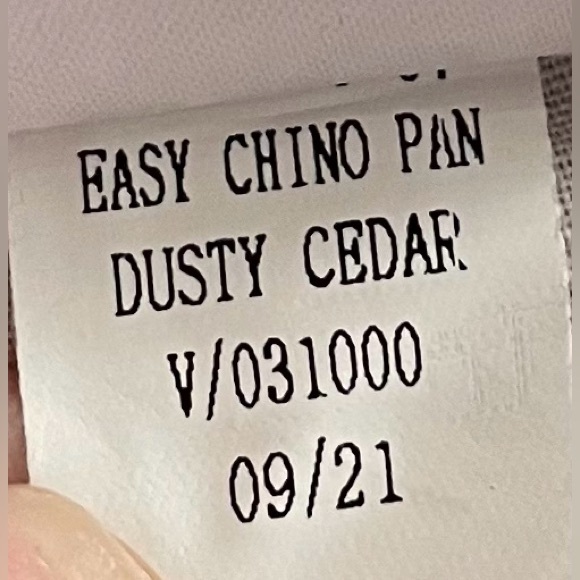 EASY CHINO PAN
DUSTY CEDAR
V/031000
09/21